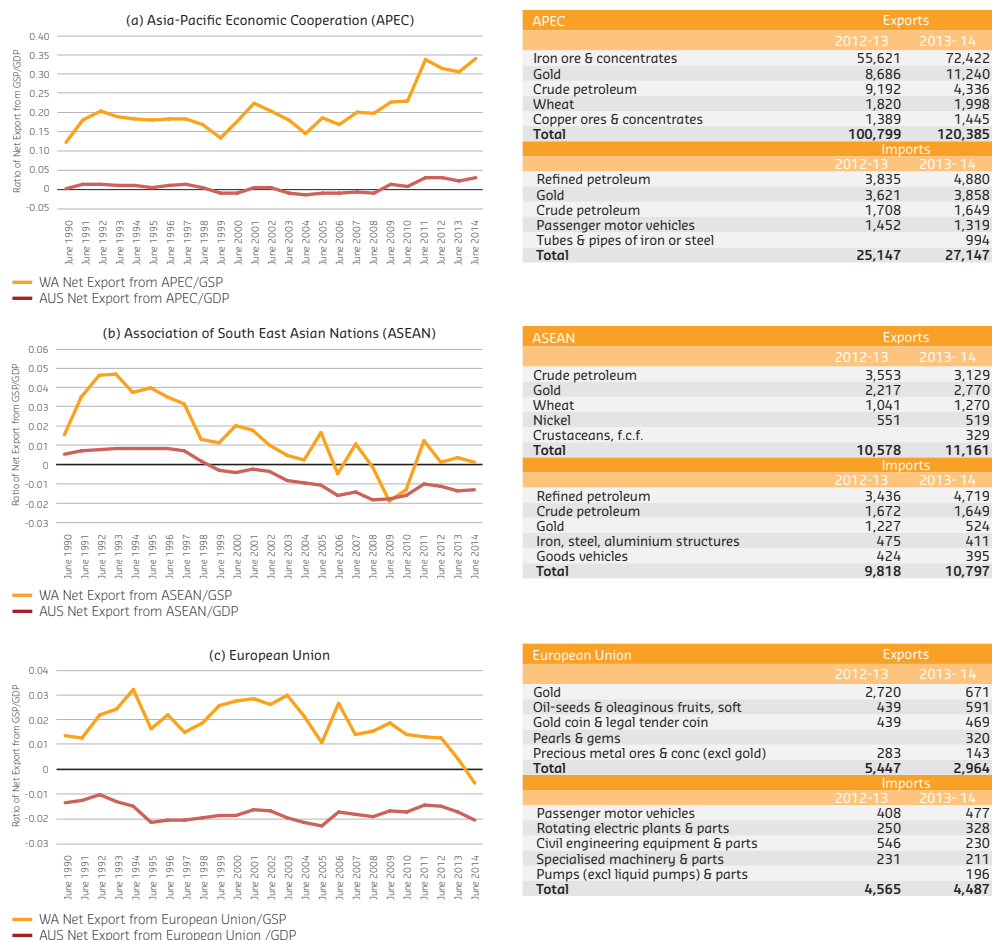 (a) Asia-Pacific Economic Cooperation (APEC)
Ratio of Net Export from GSP/GDP
0.40
0.35
0.30
0.25
0.20
0.15
0.10
0.05
0
-0.05
June 1990 June 1991 June 1992 June 1993 June 1994 June 1995 June 1996 June 1997 June 1998 June 1999 June 2000 June 2001 June 2002 June 2003 June 2004 June 2005 June 2006 June 2007 June 2008 June 2009 June 2010 June 2011 June 2012 June 2013 June 2014
WA Net Export from APEC/GSP
AUS Net Export from APEC/GDP
APEC Exports
2012-13 2013- 14
Iron ore & concentrates 55,621 72,422
Gold 8,686 11,240
Crude petroleum 9,192 4,336
Wheat 1,820 1,998
Copper ores & concentrates 1,389 1,445
Total 100,799 120,385
Imports
2012-13 2013- 14
Refined petroleum 3,835 4,880
Gold 3,621 3,858
Crude petroleum 1,708 1,649
Passenger motor vehicles 1,452 1,319
Tubes & pipes of iron or steel 994
Total 25,147 27,147
(b) Association of South East Asian Nations (ASEAN)
Ratio of Net Export from GSP/GDP
0.06
0.05
0.04
0.03
0.02
0.01
0
-0.01
-0.02
-0.03
June 1990 June 1991 June 1992 June 1993 June 1994 June 1995 June 1996 June 1997 June 1998 June 1999 June 2000 June 2001 June 2002 June 2003 June 2004 June 2005 June 2006 June 2007 June 2008 June 2009 June 2010 June 2011 June 2012 June 2013 June 2014
WA Net Export from ASEAN/GSP
AUS Net Export from ASEAN/GDP
ASEAN Exports
2012-13 2013- 14
Crude petroleum 3,553 3,129
Gold 2,217 2,770
Wheat 1,041 1,270
Nickel 551 519
Crustaceans, f.c.f. 329
Total 10,578 11,161
Imports
2012-13 2013- 14
Refined petroleum 3,436 4,719
Crude petroleum 1,672 1,649
Gold 1,227 524
Iron, steel, aluminium structures 475 411
Goods vehicles 424 395
Total 9,818 10,797
(c) European Union
Ratio of Net Export from GSP/GDP
0.04
0.03
0.02
0.01
0
-0.01
-0.02
-0.03
June 1990 June 1991 June 1992 June 1993 June 1994 June 1995 June 1996 June 1997 June 1998 June 1999 June 2000 June 2001 June 2002 June 2003 June 2004 June 2005 June 2006 June 2007 June 2008 June 2009 June 2010 June 2011 June 2012 June 2013 June 2014
WA Net Export from European Union/GSP
AUS Net Export from European Union /GDP
European Union Exports
2012-13 2013- 14
Gold 2,720 671
Oil-seeds & oleaginous fruits, soft 439 591
Gold coin & legal tender coin 439 469
Pearls & gems 320
Precious metal ores & conc (excl gold) 283 143
Total 5,447 2,964
Imports
2012-13 2013- 14
Passenger motor vehicles 408 477
Rotating electric plants & parts 250 328
Civil engineering equipment & parts 546 230
Specialised machinery & parts 231 211
Pumps (excl liquid pumps) & parts 196
Total 4,565 4,487